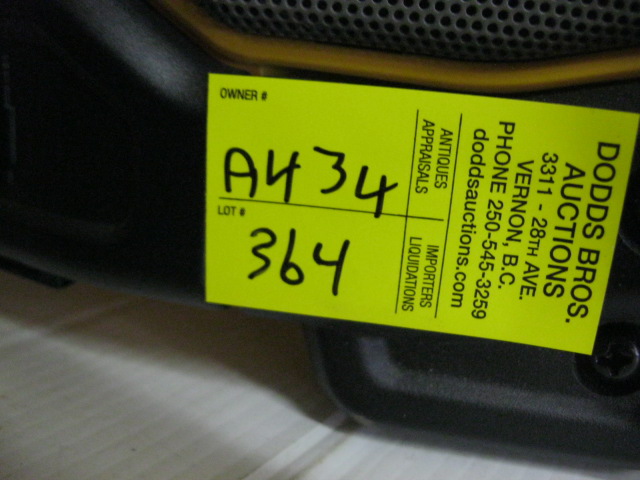 OWNER #
A434
LOT #
364
ANTIQUES
APPRAISALS
IMPORTERS
LIQUIDATIONS
DODDS BROS.
AUCTIONS
3311 - 28TH AVE.
VERNON, B.C.
PHONE 250-545-3259
doddsauctions.com